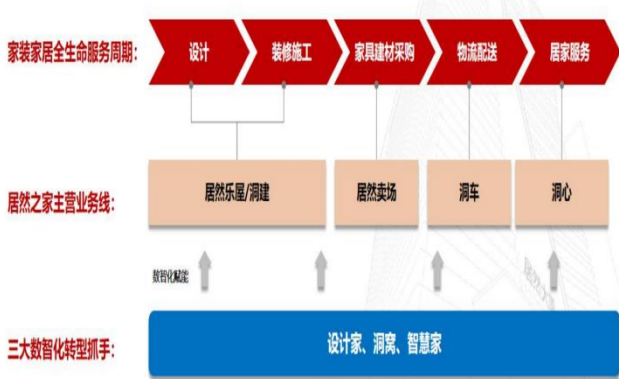 家装家居全生命服务周期：
设计
装修施工
家具建材采购
物流配送
居家服务
居然之家主营业务线：
居然乐屋/洞建
居然卖场
洞车
洞心
数智化赋能
三大数智化转型抓手：
设计家、洞窝、智慧家